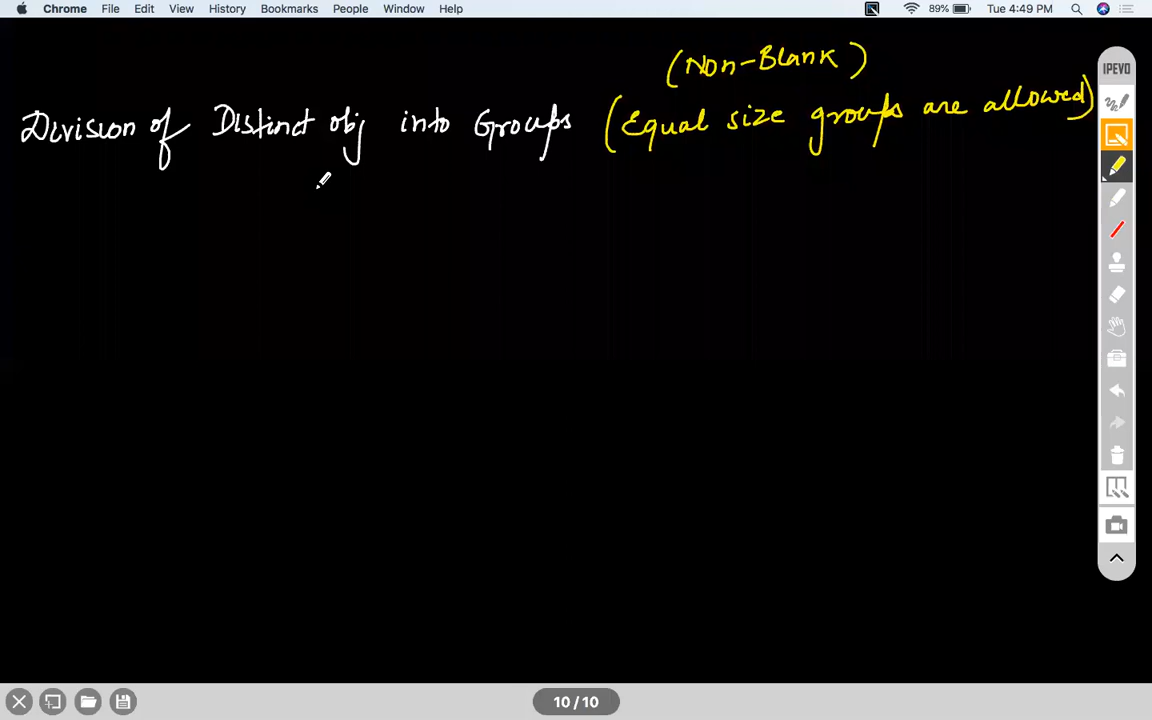 Chrome File Edit View History Bookmarks People Window Help 89% Tue 4:49 PM
(Non-Blank)
Division of Distinct obj into Groups (Equal size groups are allowed)
IPEVO
10/10